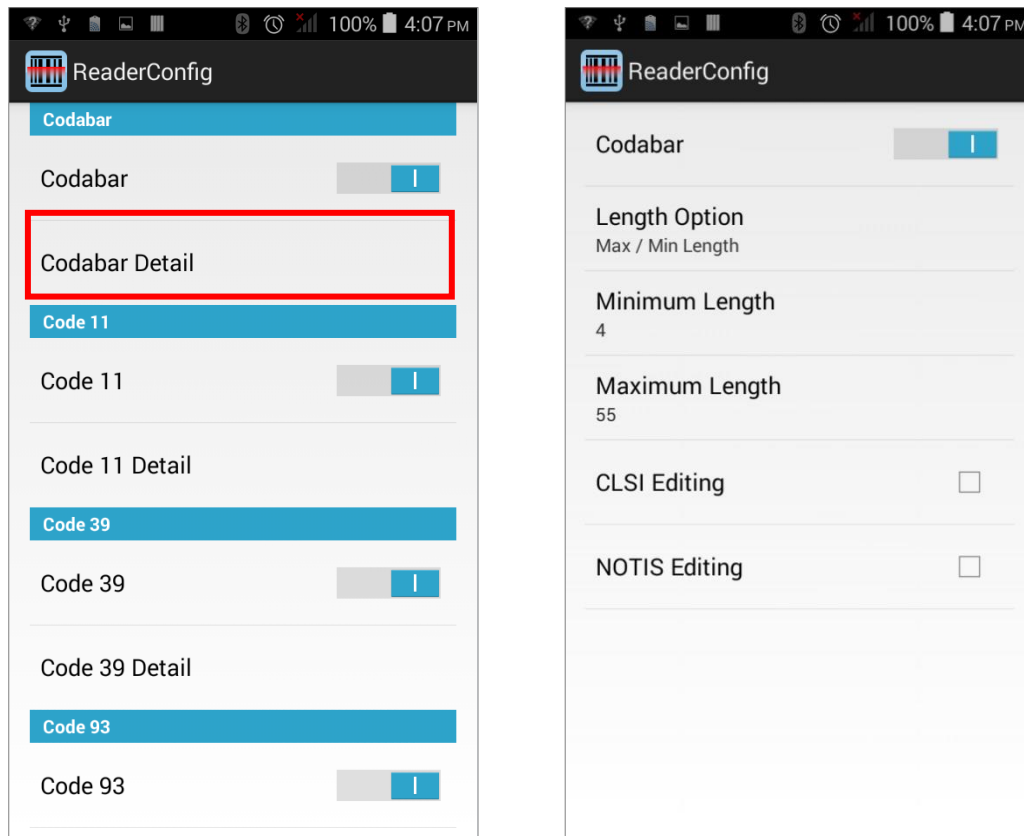 100% 4:07 PM
ReaderConfig
Codabar
Codabar
Codabar Detail
Code 11
Code 11
Code 11 Detail
Code 39
Code 39
Code 39 Detail
Code 93
Code 93
100% 4:07 PM
ReaderConfig
Codabar
Length Option
Max / Min Length
Minimum Length
4
Maximum Length
55
CLSI Editing
NOTIS Editing